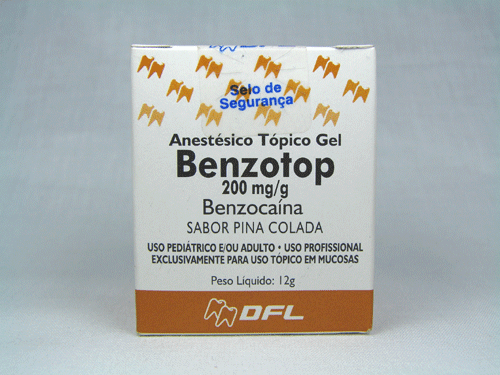 Selo de
Segurança
Anestésico Tópico Gel
Benzotop
200 mg/g
Benzocaína
SABOR PINA COLADA
USO PEDIÁTRICO E/OU ADULTO • USO PROFISSIONAL
EXCLUSIVAMENTE PARA USO TÓPICO EM MUCOSAS
Peso Líquido: 12g
DFL